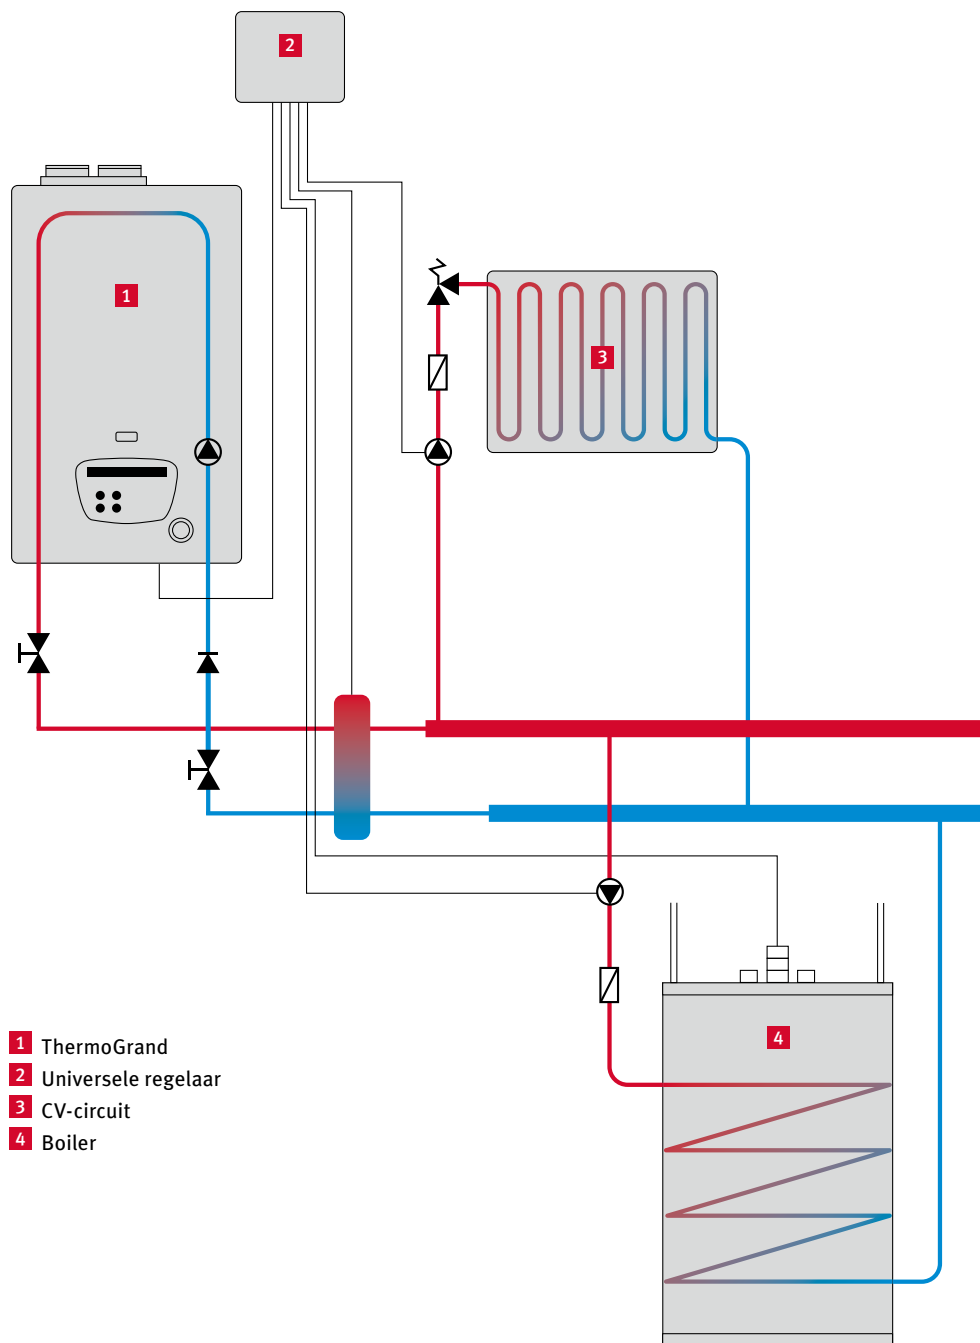 2
1
3
4
1 ThermoGrand
2 Universele regelaar
3 CV-circuit
4 Boiler